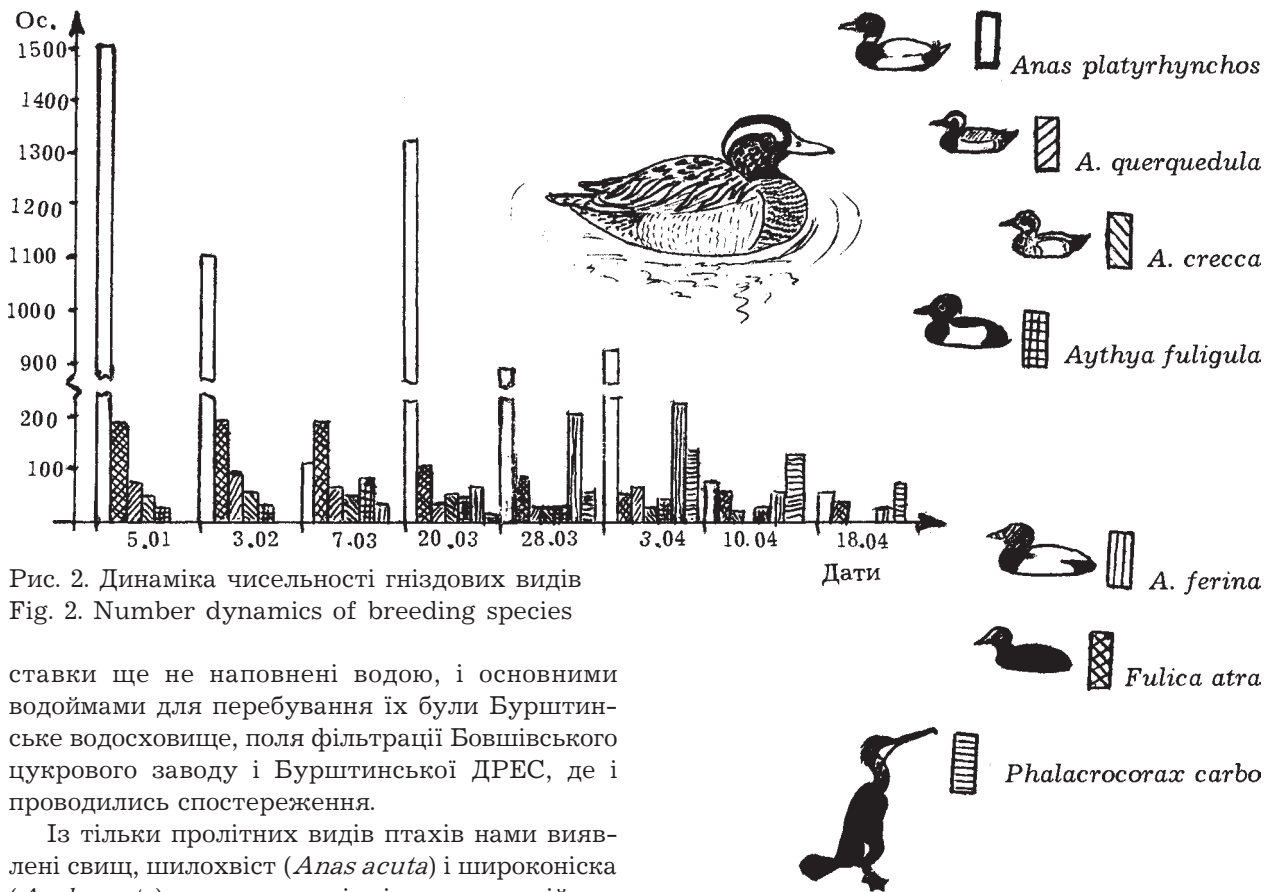 Ос.
1500
1400
1300
1200
1100
1000
900
200
100
5.01
3.02
7.03
20.03
28.03
3.04
10.04
18.04
Дати
Anas platyrhynchos
A. querquedula
A. crecca
Aythya fuligula
A. ferina
Fulica atra
Phalacrocorax carbo
Рис. 2. Динаміка чисельності гніздових видів
Fig. 2. Number dynamics of breeding species
ставки ще не наповнені водою, і основними
водоймами для перебування їх були Бурштин-
ське водосховище, поля фільтрації Бовшівського
цукрового заводу і Бурштинської ДРЕС, де і
проводились спостереження.
Із тільки пролітних видів птахів нами вияв-
лені свищ, шилохвіст (Anas acuta) і широконіска